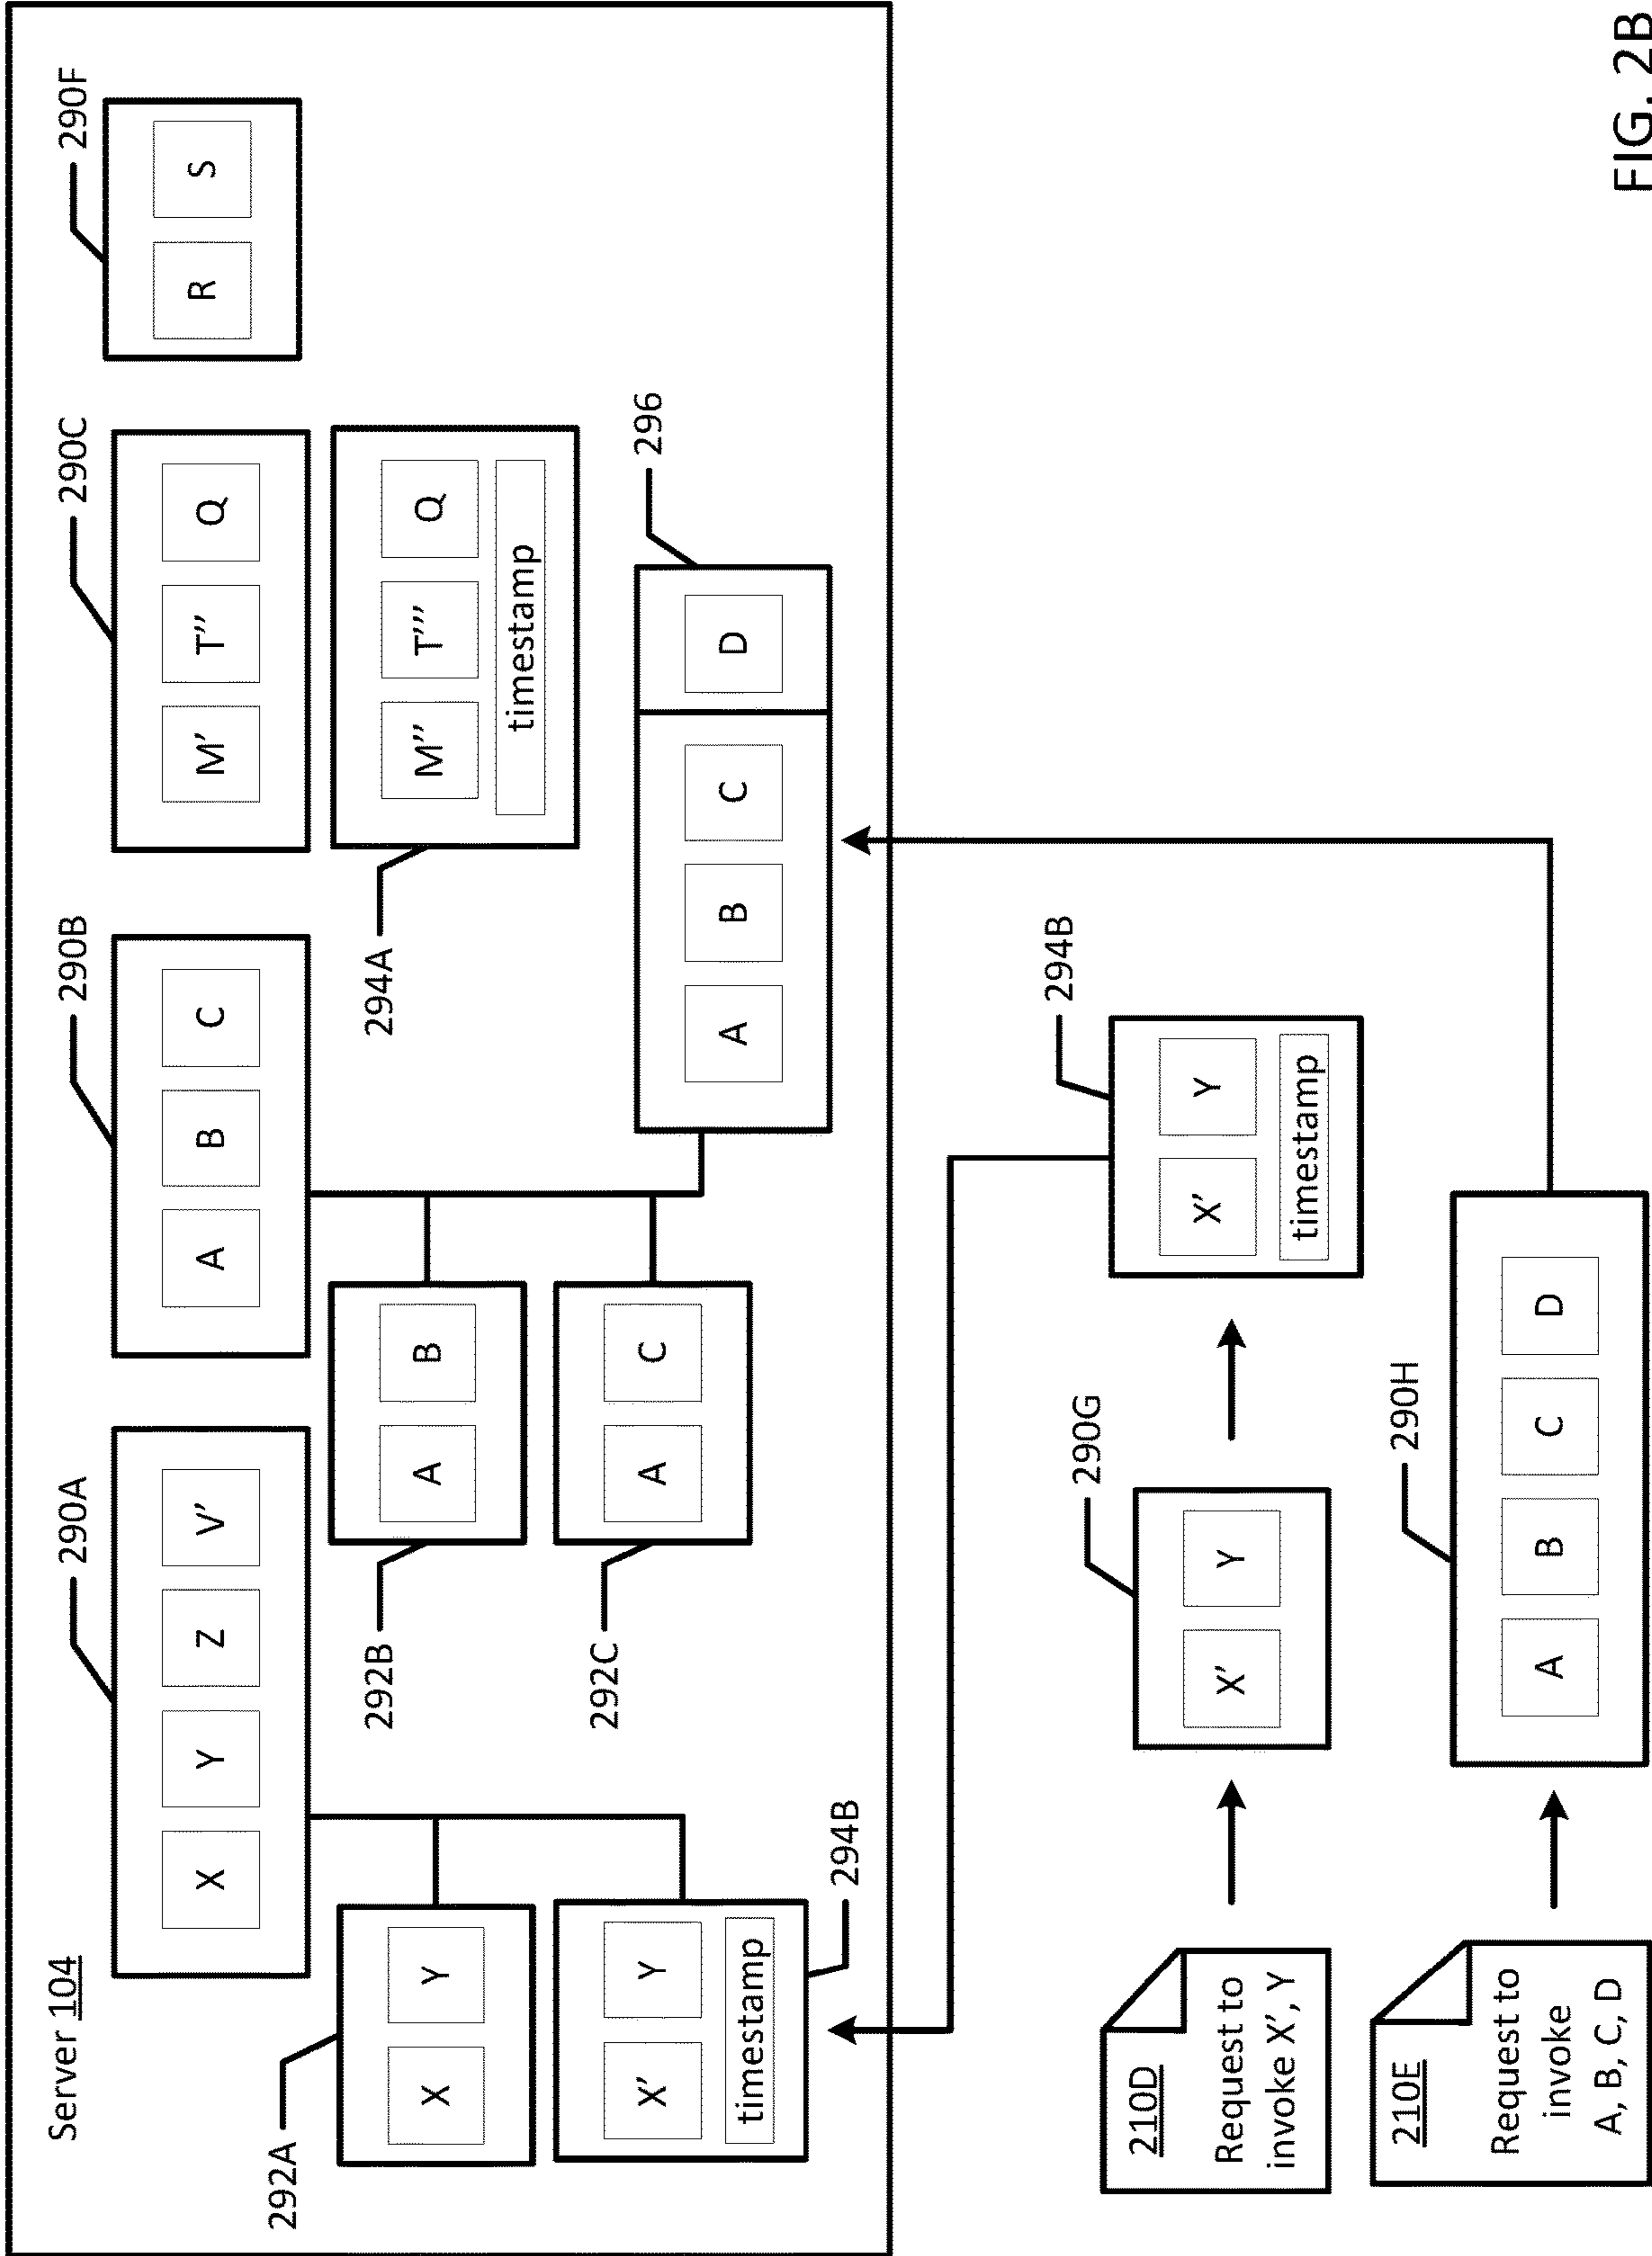 Server 104
290A
X Y Z V'
290B
A B C
290C
M' T'' Q
290F
R S
292A
X Y
292B
A B
294A
M'' T''' Q
timestamp
294B
X' Y
timestamp
292C
A C
296
A B C D
210D
Request to
invoke X', Y
290G
X' Y
294B
X' Y
timestamp
210E
Request to
invoke
A, B, C, D
290H
A B C D
FIG. 2B